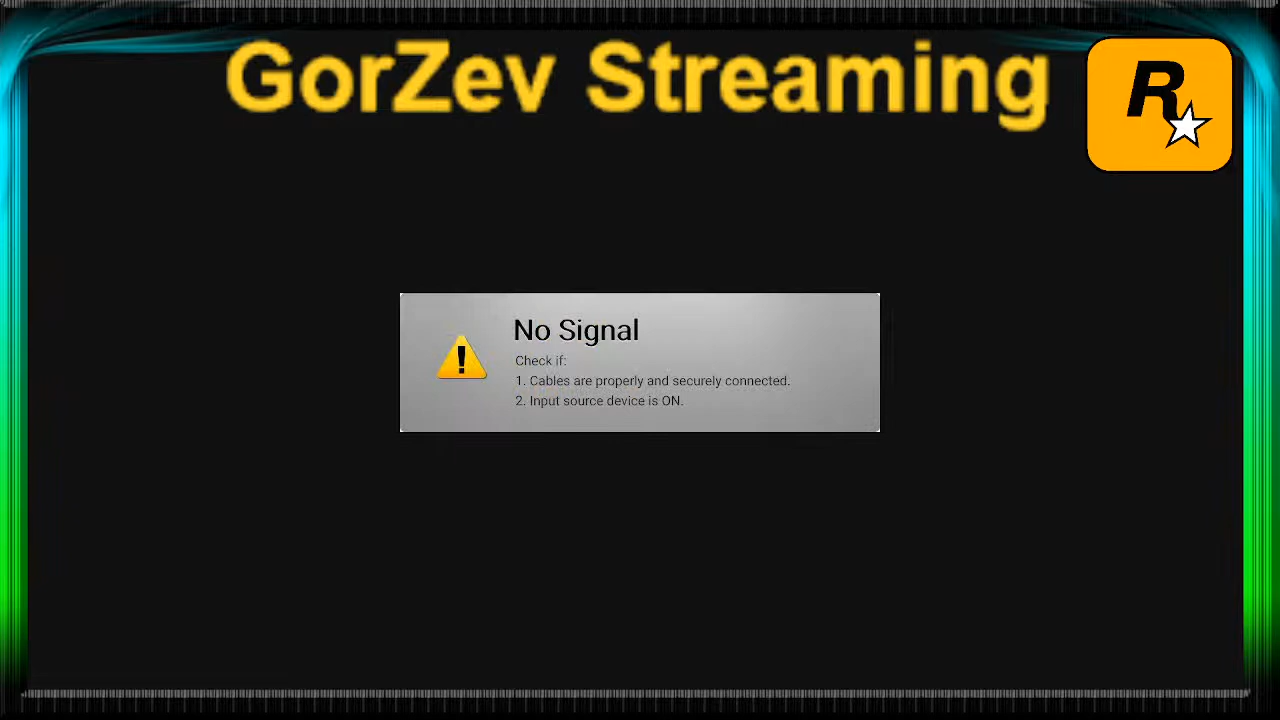 GorZev Streaming
R
No Signal
Check if:
1. Cables are properly and securely connected.
2. Input source device is ON.